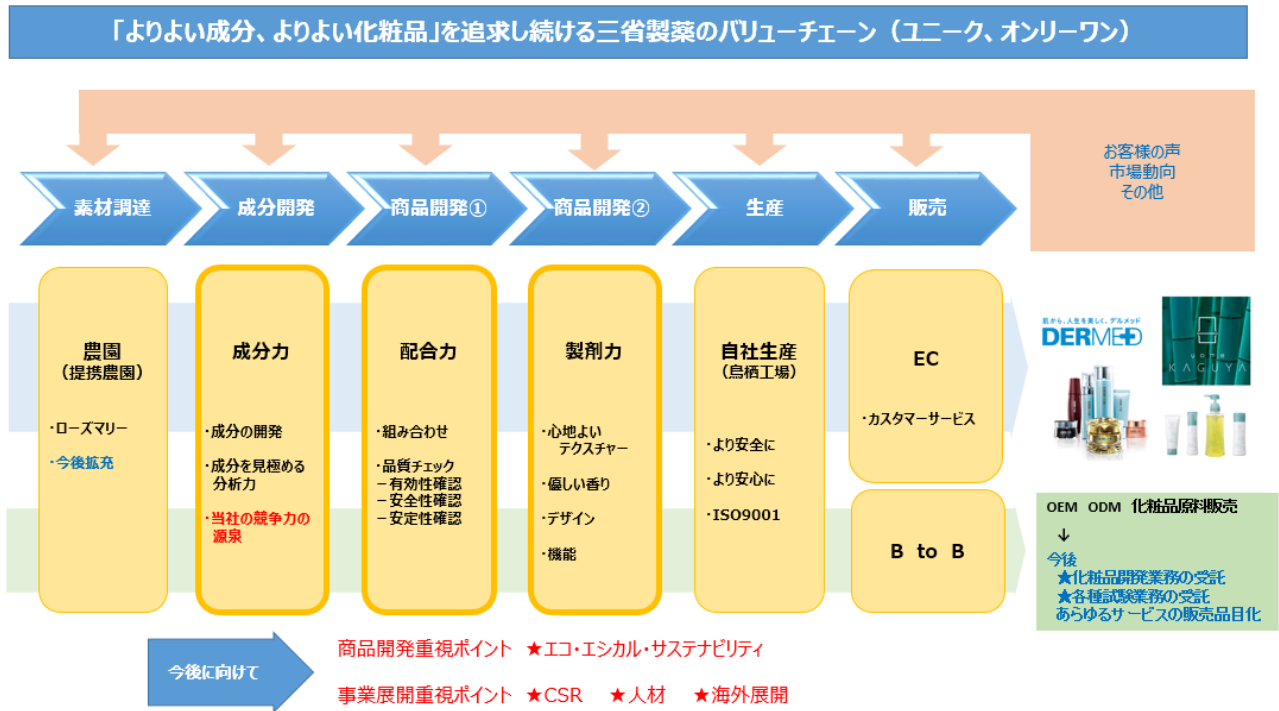 「よりよい成分、よりよい化粧品」を追求し続ける三省製薬のバリューチェーン（ユニーク、オンリーワン）
お客様の声
市場動向
その他
素材調達
成分開発
商品開発①
商品開発②
生産
販売
農園
（提携農園）
・ローズマリー
・今後拡充
成分力
・成分の開発
・成分を見極める
分析力
・当社の競争力の
源泉
配合力
・組み合わせ
・品質チェック
－有効性確認
－安全性確認
－安定性確認
製剤力
・心地よい
テクスチャー
・優しい香り
・デザイン
・機能
自社生産
（鳥栖工場）
・より安全に
・より安心に
・ISO9001
EC
・カスタマーサービス
B to B
肌から、人生を楽しく。デルメッド
DERMED
yome
KAGUYA
OEM ODM 化粧品原料販売
↓
今後
★化粧品開発業務の受託
★各種試験業務の受託
あらゆるサービスの販売品目化
今後に向けて
商品開発重視ポイント ★エコ・エシカル・サステナビリティ
事業展開重視ポイント ★CSR ★人材 ★海外展開